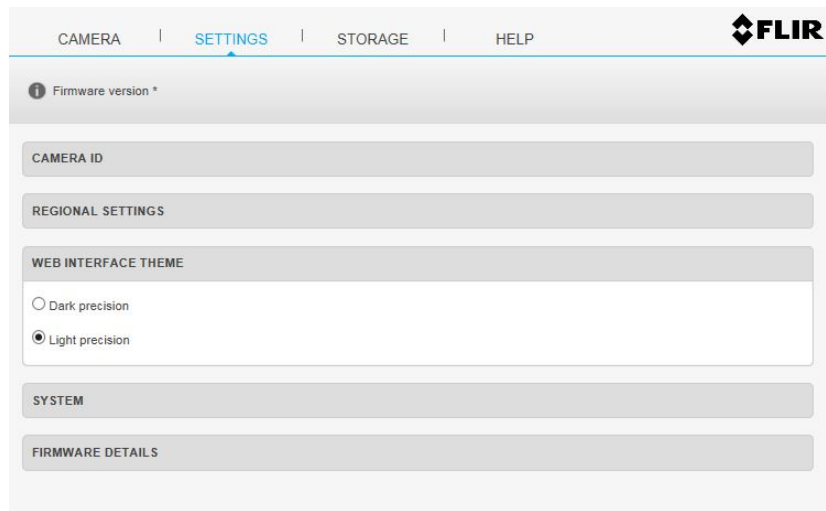 CAMERA | SETTINGS | STORAGE | HELP
FLIR
Firmware version *
CAMERA ID
REGIONAL SETTINGS
WEB INTERFACE THEME
Dark precision
Light precision
SYSTEM
FIRMWARE DETAILS